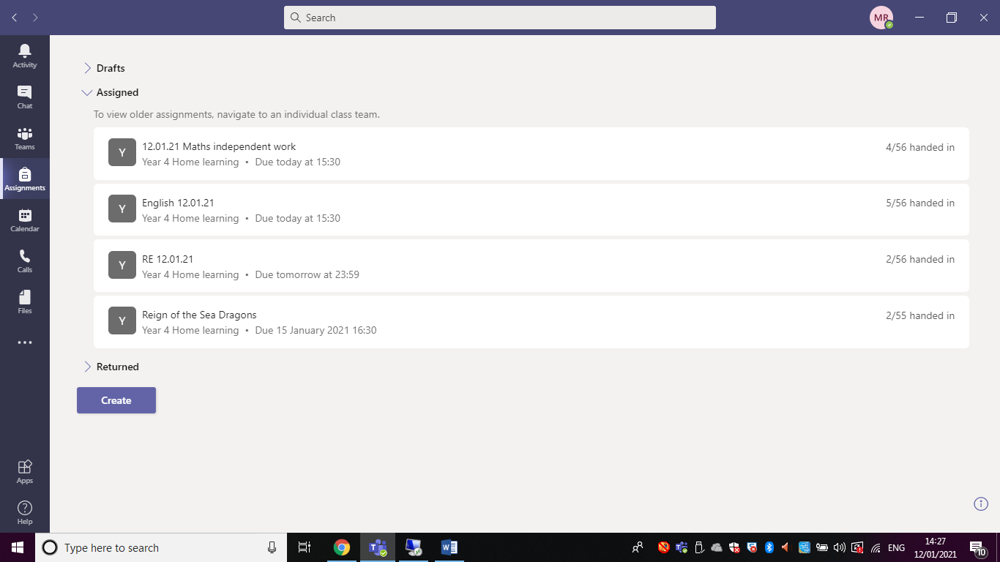 Search
MR
Activity
Chat
Teams
Assignments
Calendar
Calls
Files
Apps
Help
Drafts
Assigned
To view older assignments, navigate to an individual class team.
Y
12.01.21 Maths independent work
4/56 handed in
Year 4 Home learning • Due today at 15:30
Y
English 12.01.21
5/56 handed in
Year 4 Home learning • Due today at 15:30
Y
RE 12.01.21
2/56 handed in
Year 4 Home learning • Due tomorrow at 23:59
Y
Reign of the Sea Dragons
2/55 handed in
Year 4 Home learning • Due 15 January 2021 16:30
Returned
Create
Type here to search
ENG
14:27
12/01/2021
10